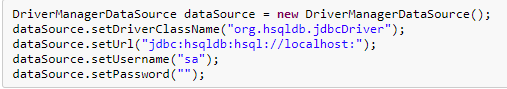 DriverManagerDataSource dataSource = new DriverManagerDataSource();
dataSource.setDriverClassName("org.hsqldb.jdbcDriver");
dataSource.setUrl("jdbc:hsqldb:hsql://localhost:");
dataSource.setUsername("sa");
dataSource.setPassword("");